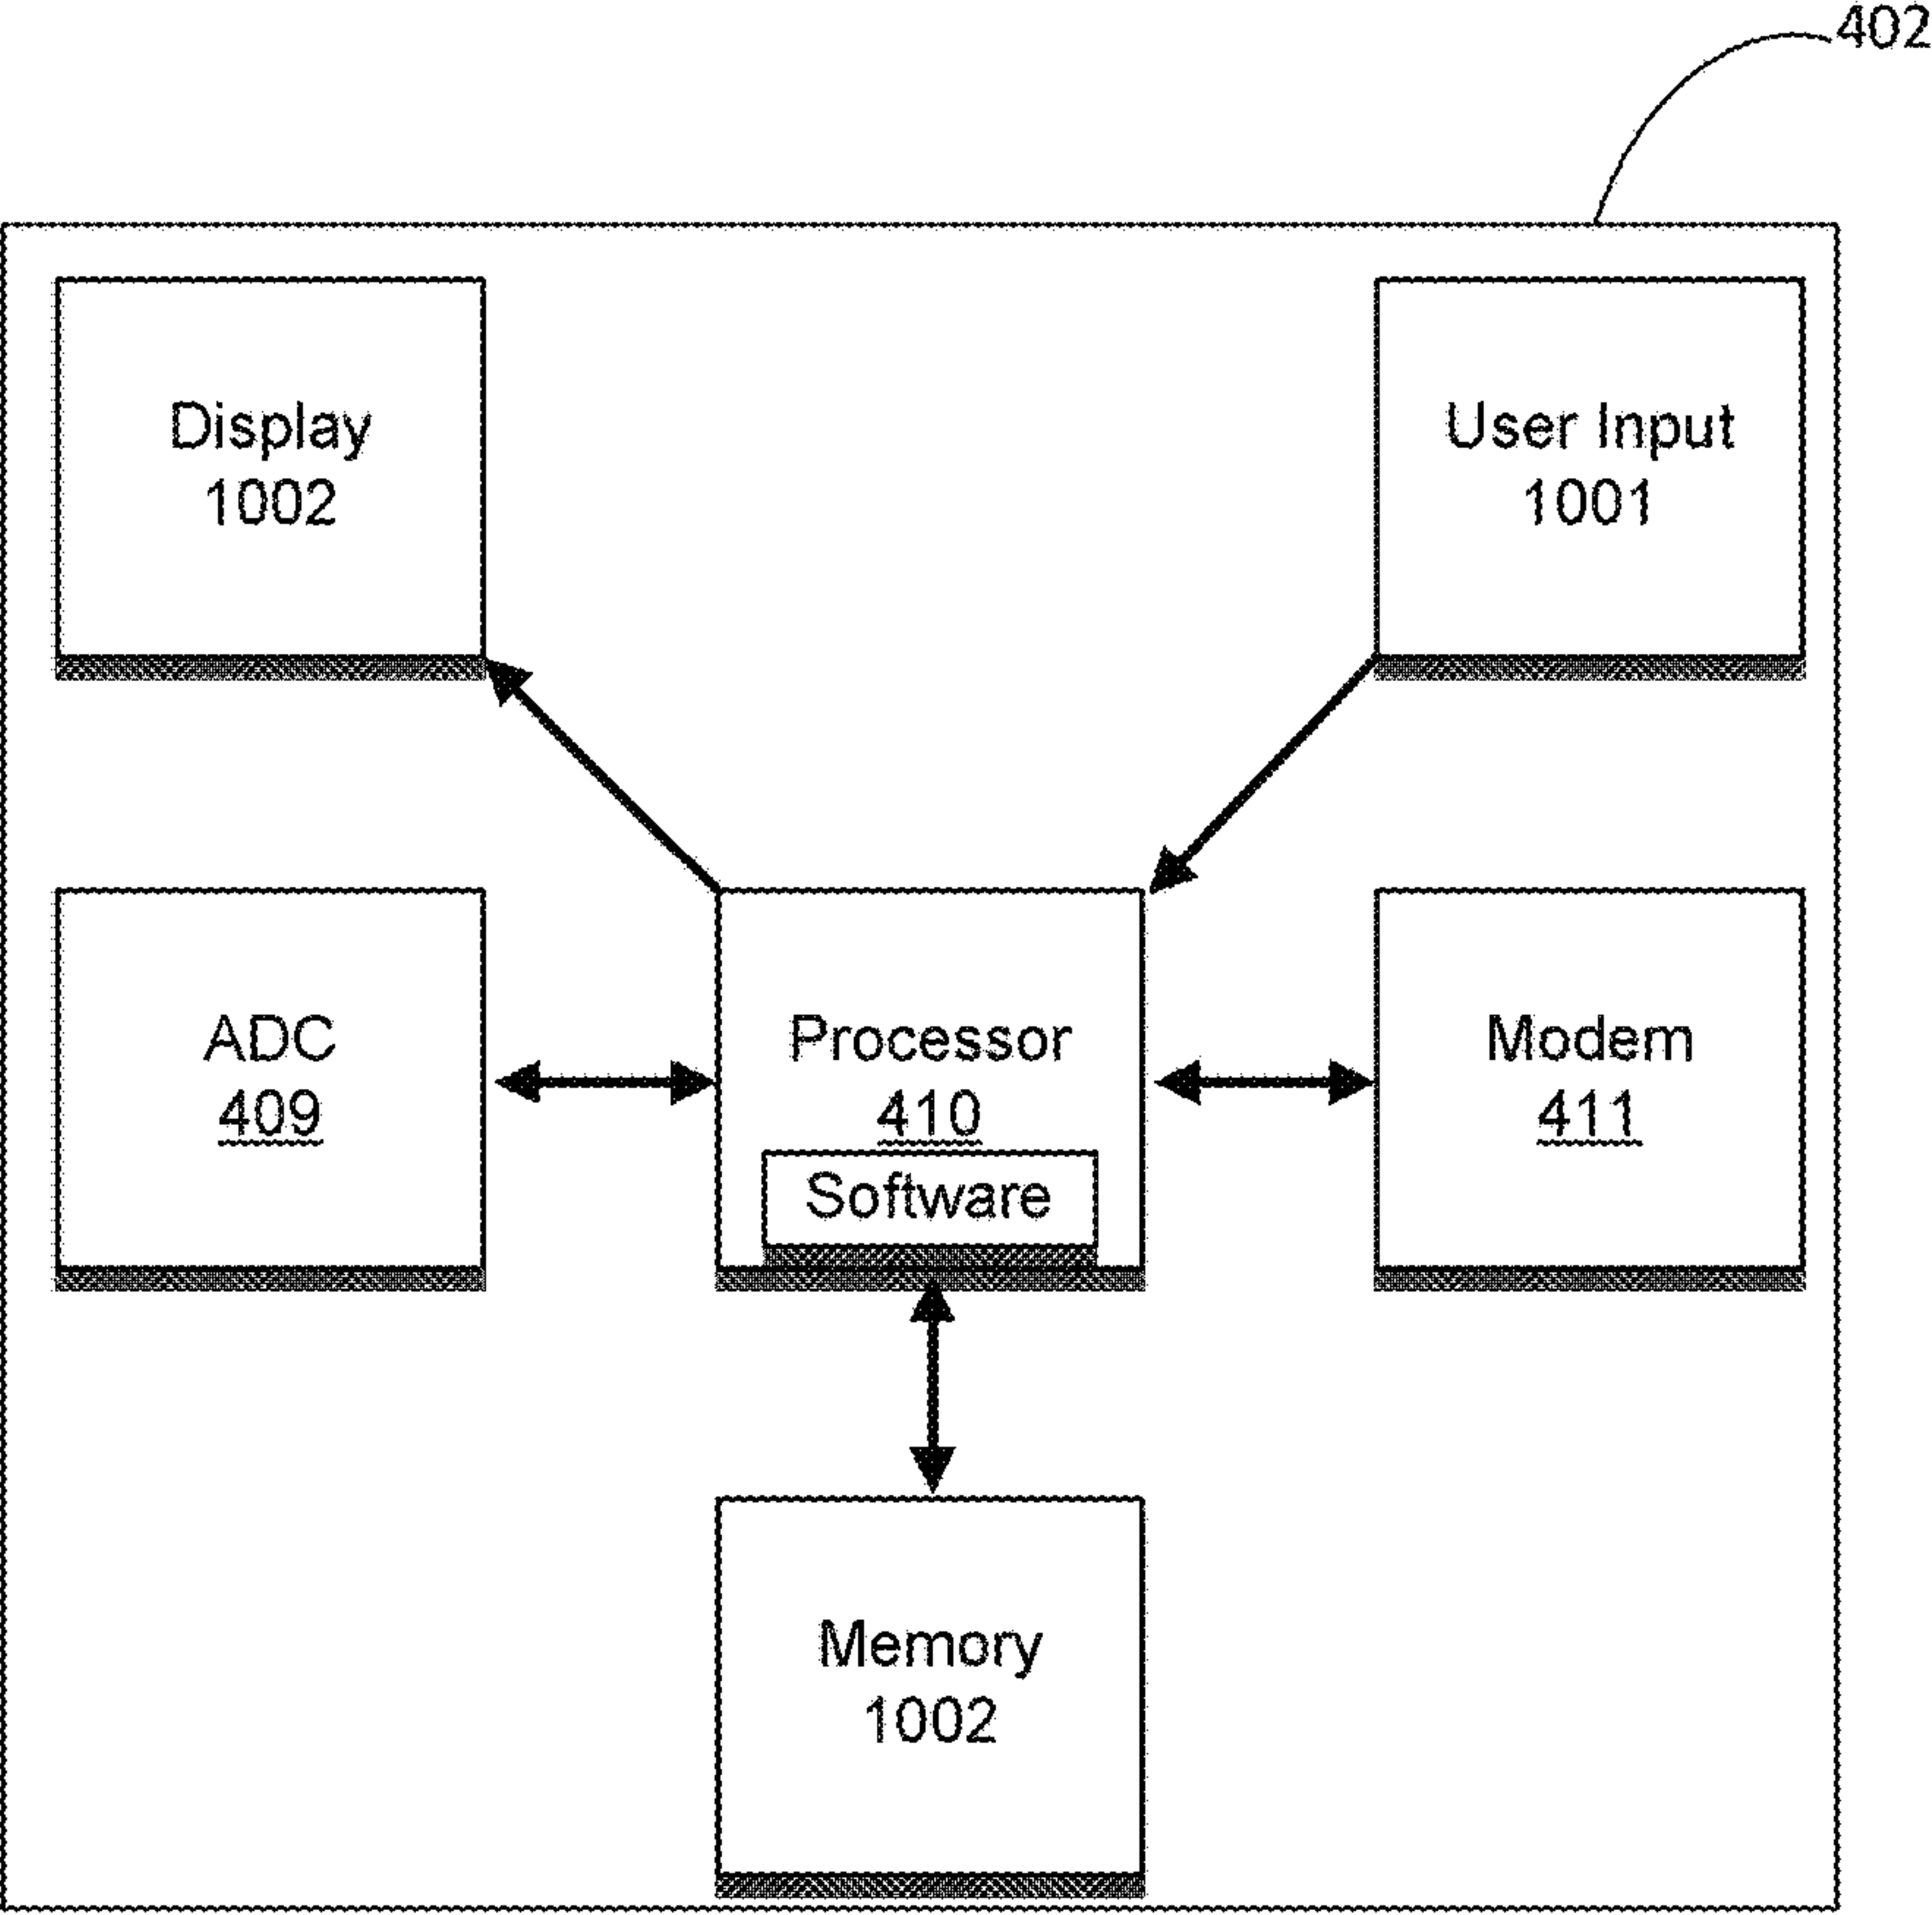 402
Display
1002
User Input
1001
ADC
409
Processor
410
Software
Modem
411
Memory
1002